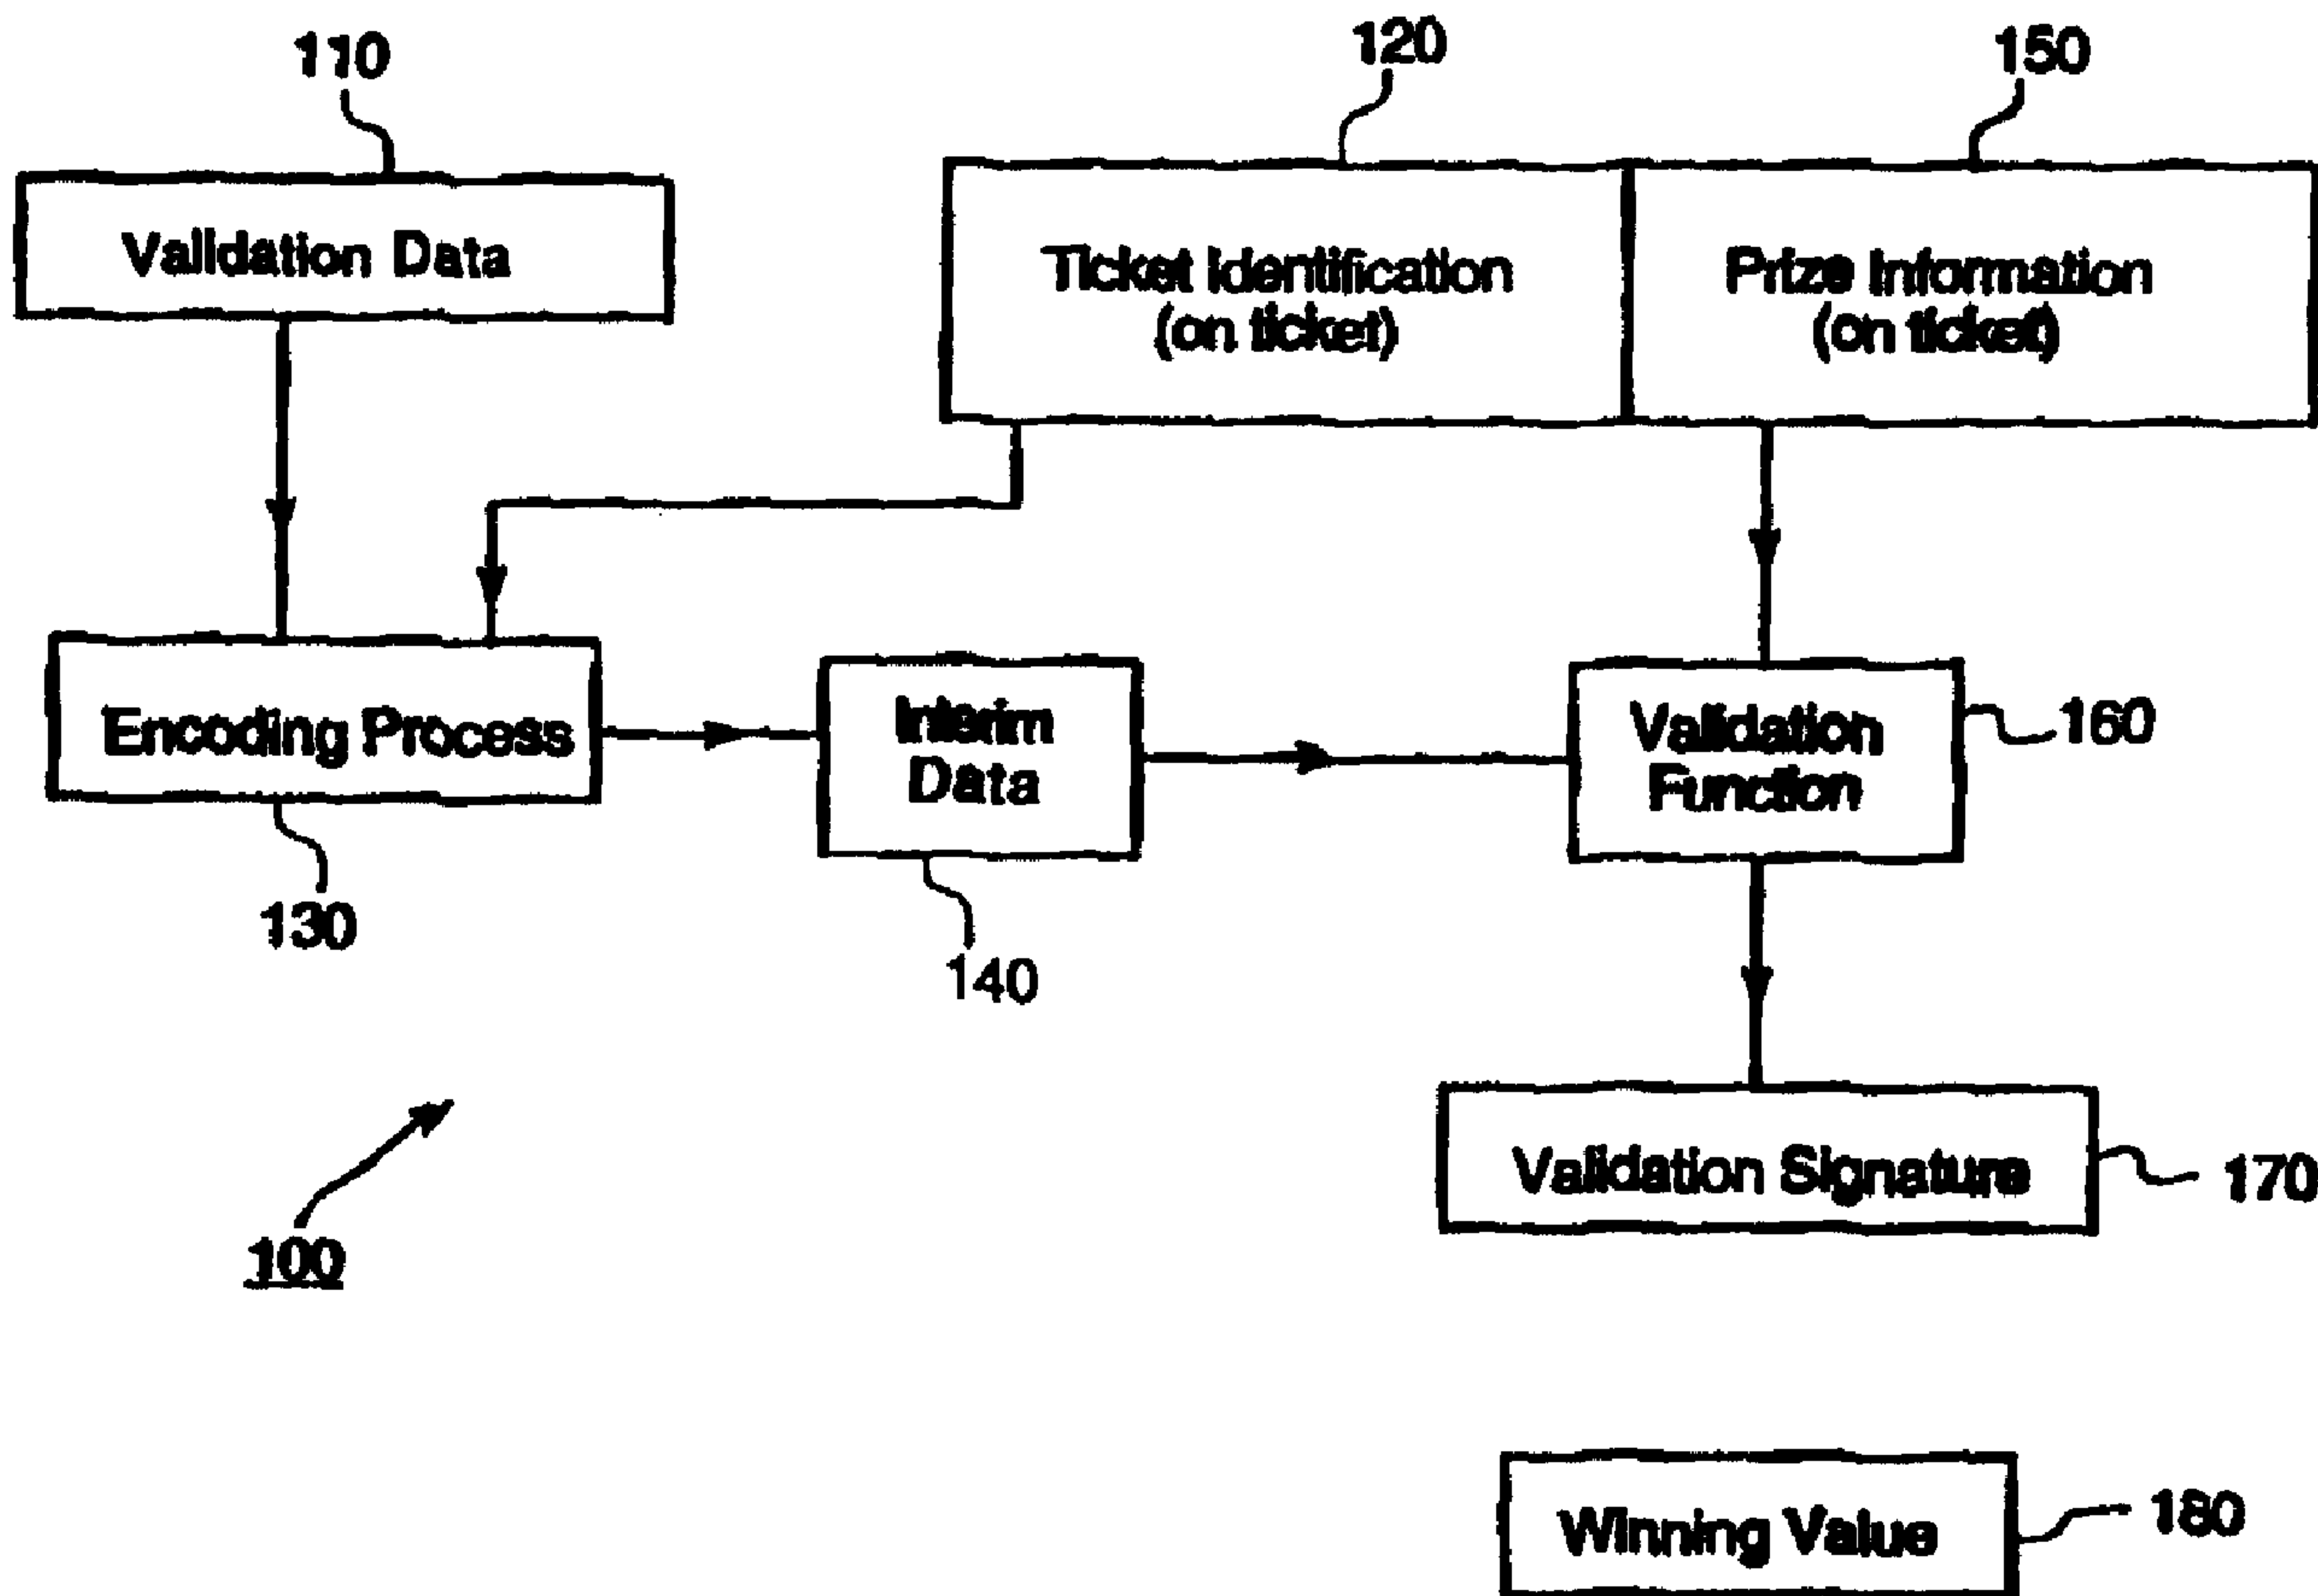 110
120
150
Validation Data
Ticket Identification
(on ticket)
Prize Information
(on ticket)
Encoding Process
Interim
Data
Validation
Function
160
130
140
Validation Signature
170
100
Winning Value
180